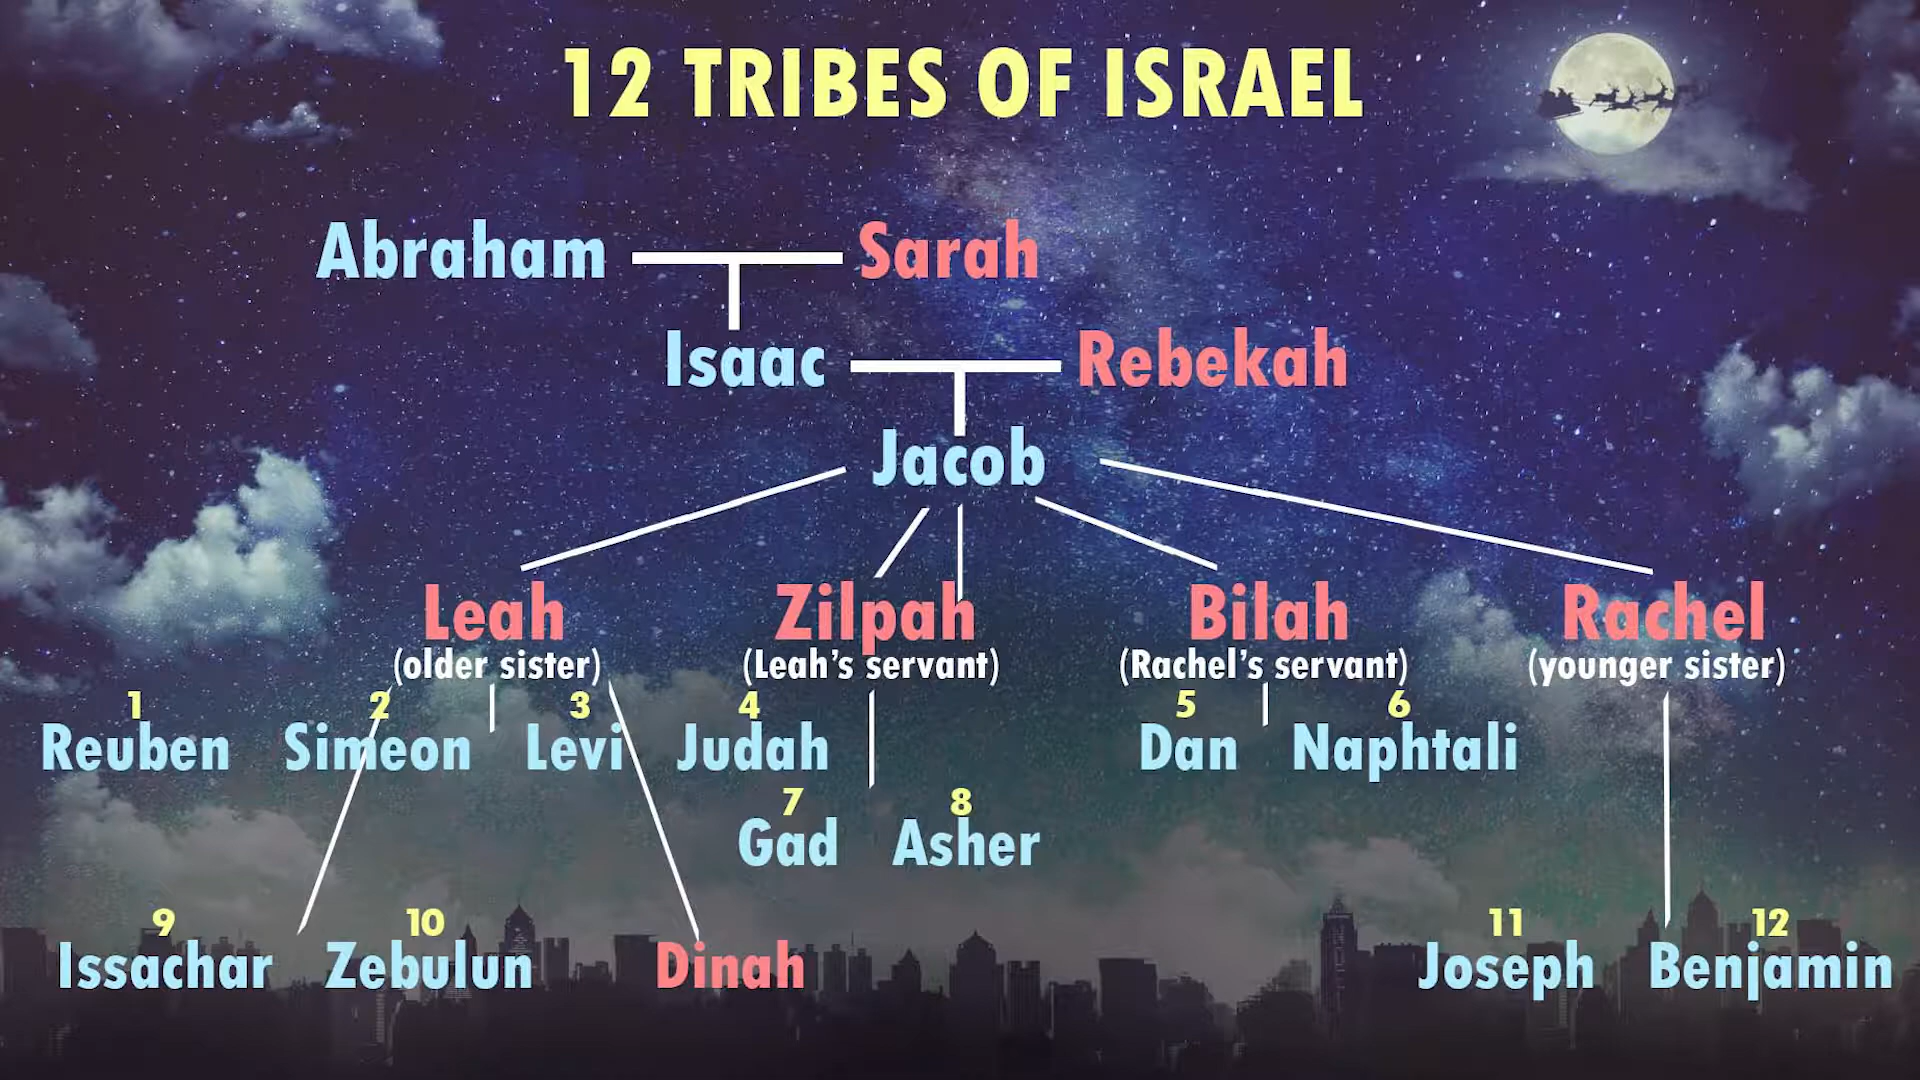 12 TRIBES OF ISRAEL
Abraham Sarah
Isaac Rebekah
Jacob
Leah Zilpah Bilah Rachel
(older sister) (Leah's servant) (Rachel's servant) (younger sister)
1 2 3 4 5 6
Reuben Simeon Levi Judah Dan Naphtali
7 8
Gad Asher
9 10 11 12
Issachar Zebulun Dinah Joseph Benjamin